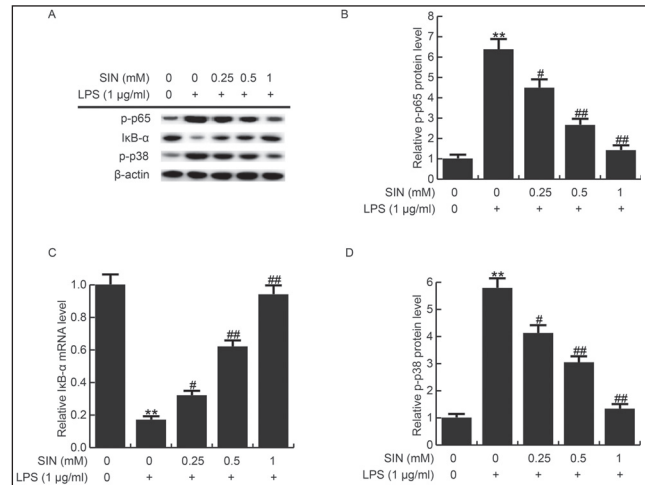 A
SIN (mM) 0 0 0.25 0.5 1
LPS (1 µg/ml) 0 + + + +
p-p65
IκB-α
p-p38
β-actin
B
Relative p-p65 protein level
8
7
6
5
4
3
2
1
0
**
#
##
##
SIN (mM) 0 0 0.25 0.5 1
LPS (1 µg/ml) 0 + + + +
C
Relative IκB-α mRNA level
1.0
0.8
0.6
0.4
0.2
0.0
**
#
##
##
SIN (mM) 0 0 0.25 0.5 1
LPS (1 µg/ml) 0 + + + +
D
Relative p-p38 protein level
6
5
4
3
2
1
0
**
#
##
##
SIN (mM) 0 0 0.25 0.5 1
LPS (1 µg/ml) 0 + + + +